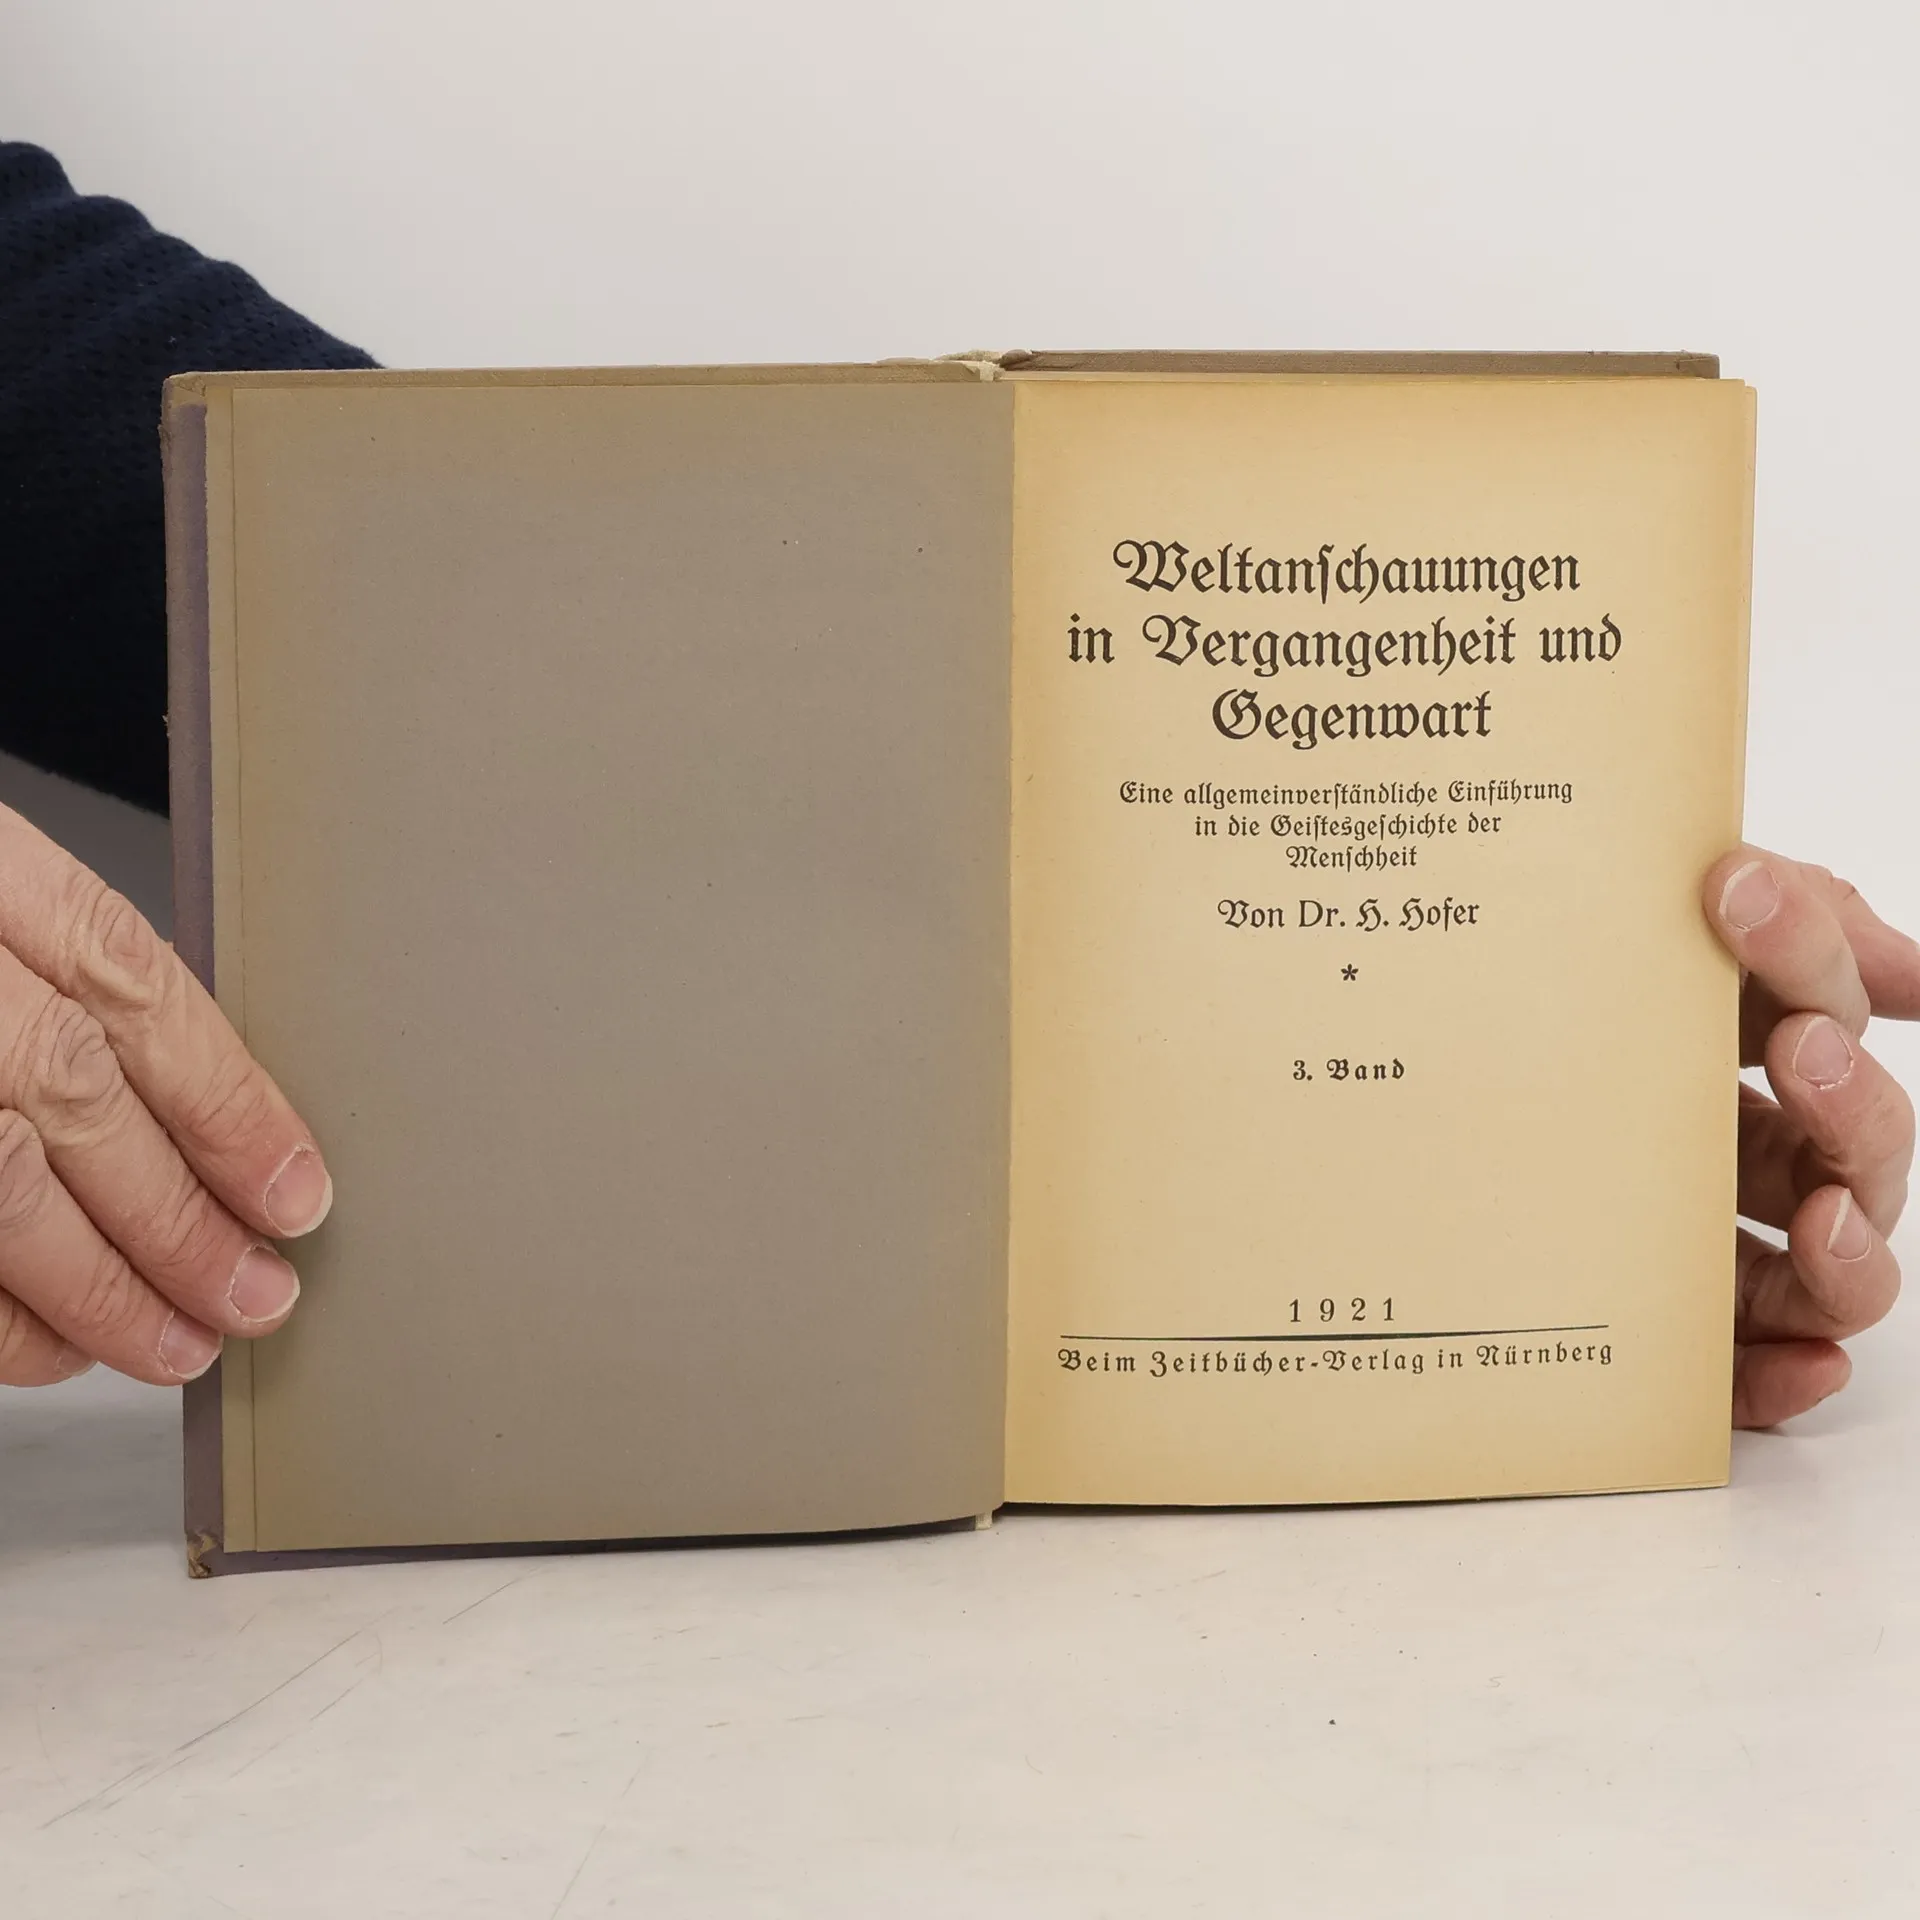 Weltanſchauungen
in Vergangenheit und
Gegenwart
Eine allgemeinverſtändliche Einführung
in die Geiſtesgeſchichte der
Menſchheit
Von Dr. H. Hofer
*
3. Band
1921
Beim Zeitbücher-Verlag in Nürnberg